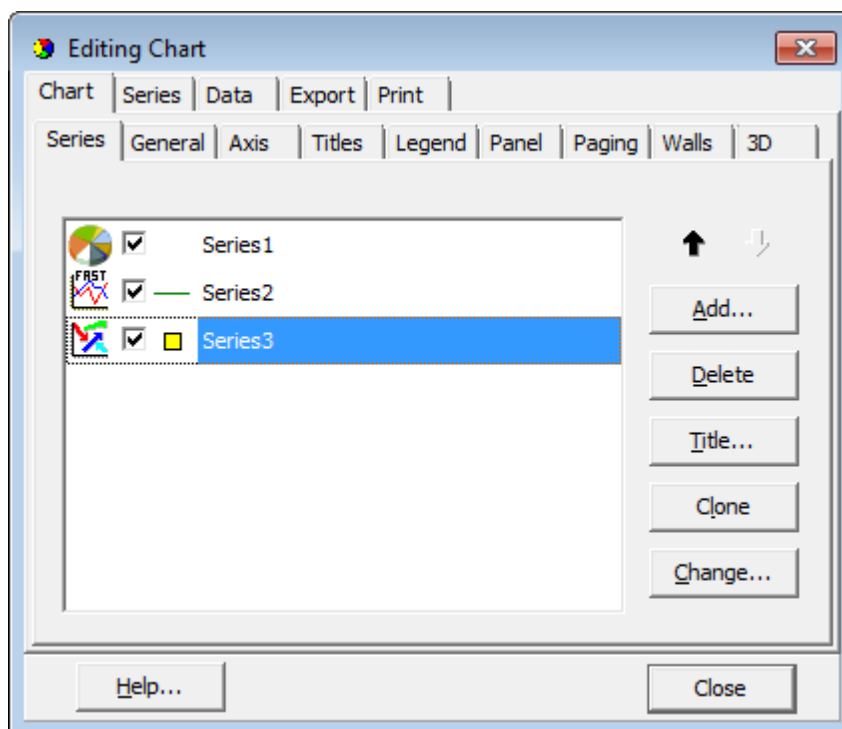 Editing Chart
Chart Series Data Export Print
Series General Axis Titles Legend Panel Paging Walls 3D
Series1
FAST
Series2
Series3
Add...
Delete
Title...
Clone
Change...
Help...
Close